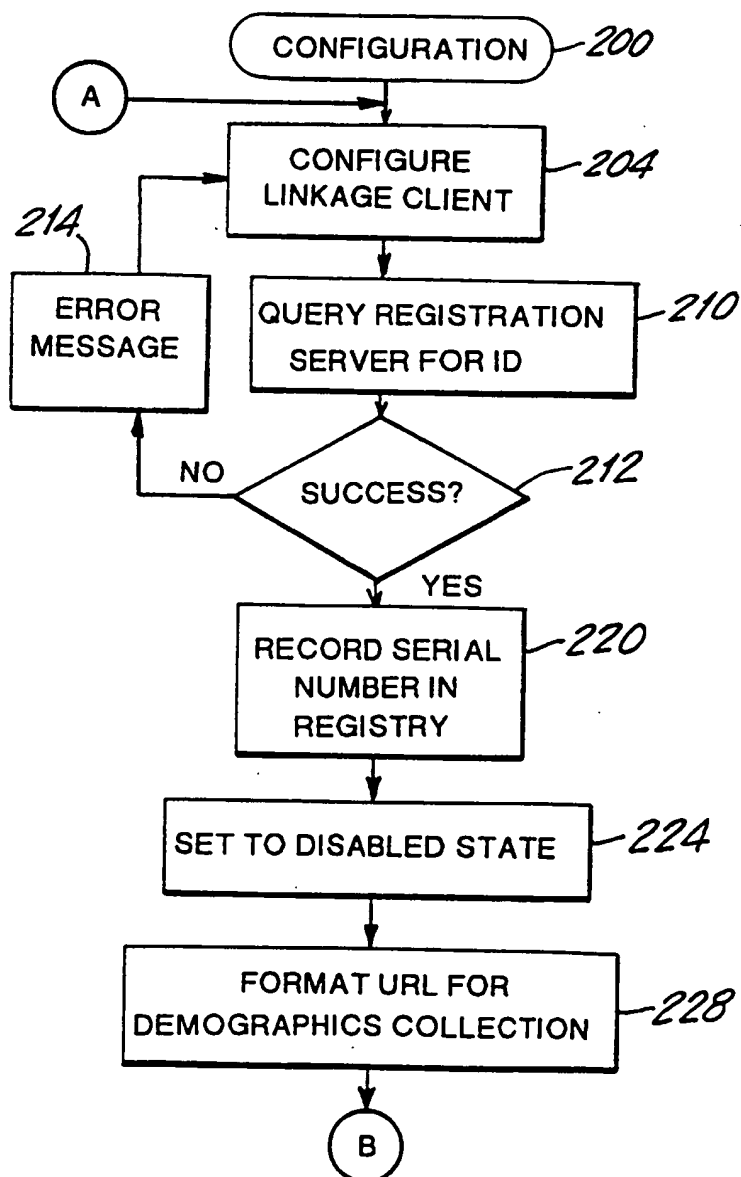 CONFIGURATION
200
A
CONFIGURE
LINKAGE CLIENT
204
214
ERROR
MESSAGE
QUERY REGISTRATION
SERVER FOR ID
210
NO
SUCCESS?
212
YES
RECORD SERIAL
NUMBER IN
REGISTRY
220
SET TO DISABLED STATE
224
FORMAT URL FOR
DEMOGRAPHICS COLLECTION
228
B